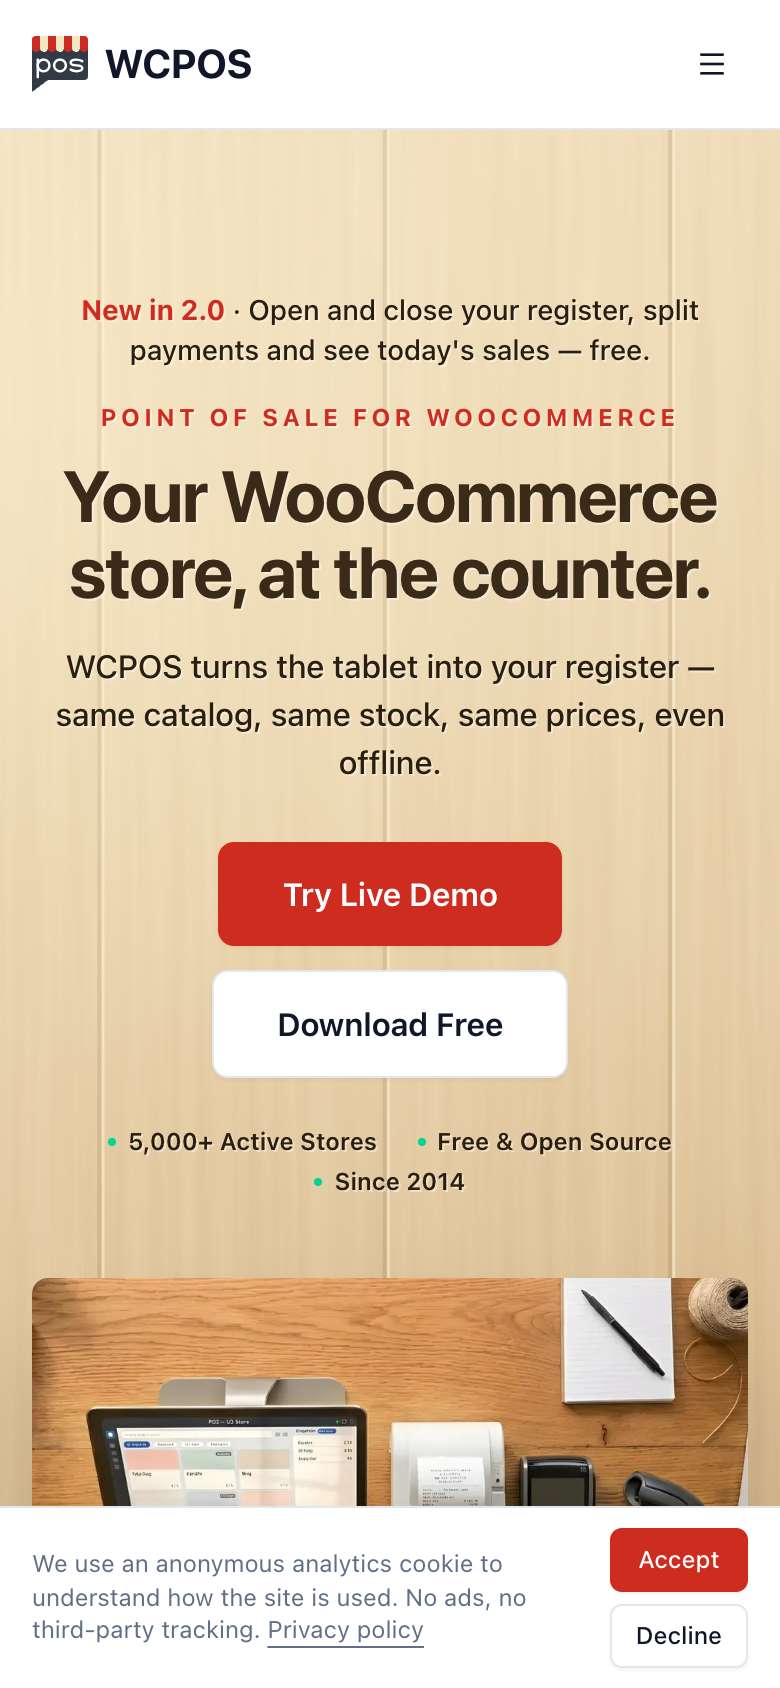 pos WCPOS
New in 2.0 · Open and close your register, split
payments and see today's sales — free.
POINT OF SALE FOR WOOCOMMERCE
Your WooCommerce
store, at the counter.
WCPOS turns the tablet into your register —
same catalog, same stock, same prices, even
offline.
Try Live Demo
Download Free
5,000+ Active Stores
Free & Open Source
Since 2014
We use an anonymous analytics cookie to
understand how the site is used. No ads, no
third-party tracking. Privacy policy
Accept
Decline